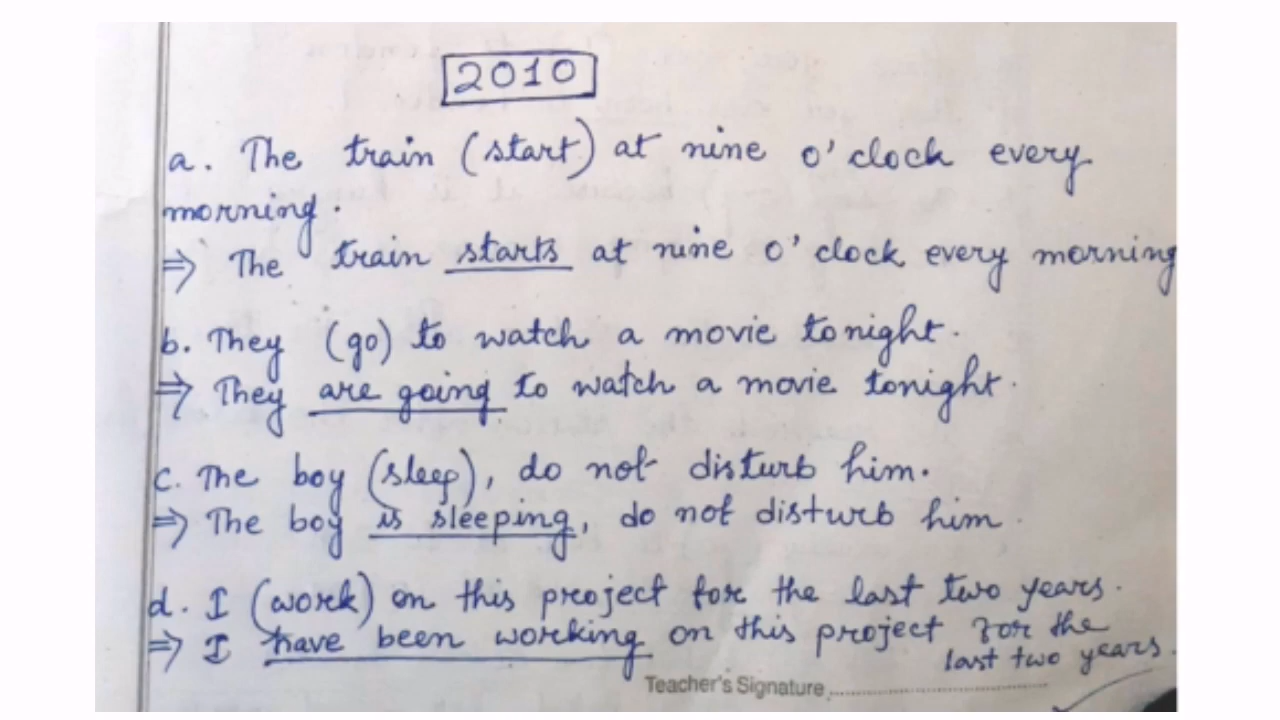 2010
a. The train (start) at nine o'clock every
morning.
⇒ The train starts at nine o'clock every morning
b. They (go) to watch a movie tonight.
⇒ They are going to watch a movie tonight.
c. The boy (sleep), do not disturb him.
⇒ The boy is sleeping, do not disturb him.
d. I (work) on this project for the last two years.
⇒ I have been working on this project for the
last two years.
Teacher's Signature